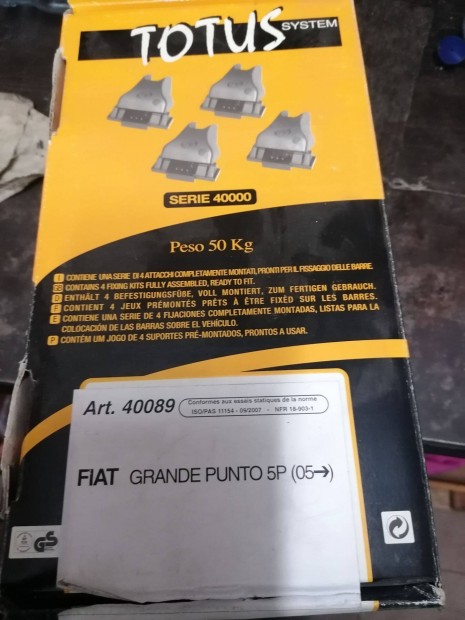 TOTUS SYSTEM
SERIE 40000
Peso 50 Kg
I CONTIENE UNA SERIE DI 4 ATTACCHI COMPLETAMENTE MONTATI, PRONTI PER IL FISSAGGIO DELLE BARRE.
CONTAINS 4 FIXING KITS FULLY ASSEMBLED, READY TO FIT.
D ENTHÄLT 4 BEFESTIGUNGSFÜßE, VOLL MONTIERT, ZUM FERTIGEN GEBRAUCH.
F CONTIENT 4 JEUX PRÉMONTÉS PRÊTS À ÊTRE FIXÉD SUR LES BARRES.
E CONTIENE UNA SERIE DE 4 FIJACIONES COMPLETAMENTE MONTADAS, LISTAS PARA LA
COLOCACIÓN DE LAS BARRAS SOBRE EL VEHÍCULO.
P CONTÉM UM JOGO DE 4 SUPORTES PRÉ-MONTADOS, PRONTOS A USAR.
Art. 40089
Conformes aux essais statiques de la norme
ISO/PAS 11154 - 09/2007 - NFR 18-903-1
FIAT GRANDE PUNTO 5P (05→)
GS